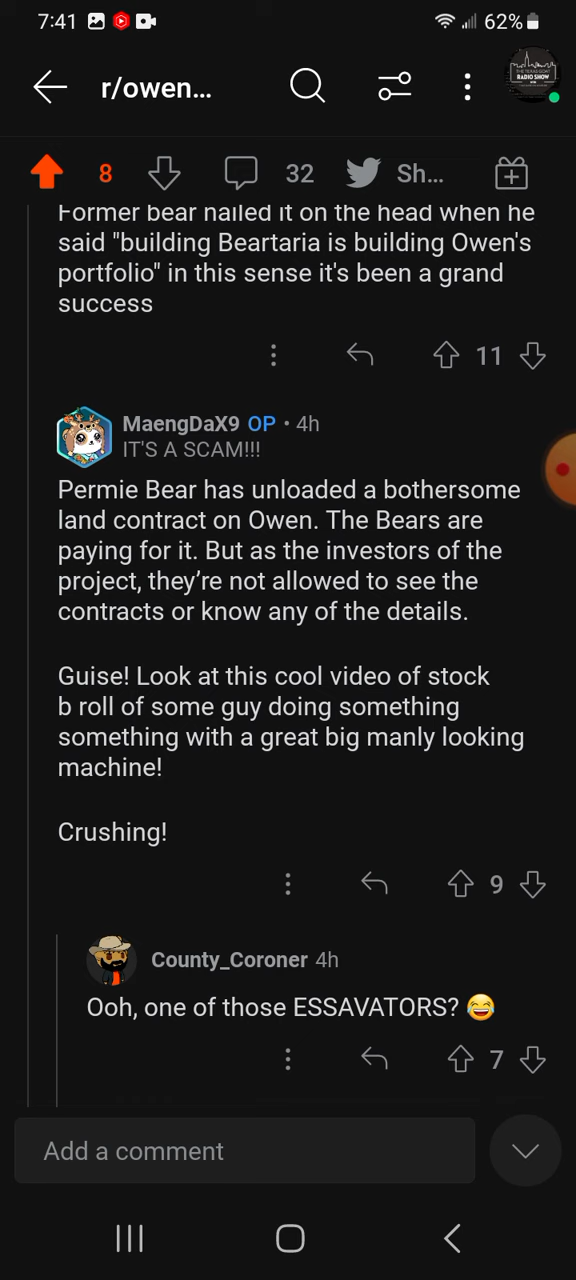 7:41
62%
r/owen...
8
32
Sh...
Former bear nailed it on the head when he
said "building Beartaria is building Owen's
portfolio" in this sense it's been a grand
success
11
MaengDaX9 OP • 4h
IT'S A SCAM!!!
Permie Bear has unloaded a bothersome
land contract on Owen. The Bears are
paying for it. But as the investors of the
project, they’re not allowed to see the
contracts or know any of the details.
Guise! Look at this cool video of stock
b roll of some guy doing something
something with a great big manly looking
machine!
Crushing!
9
County_Coroner 4h
Ooh, one of those ESSAVATORS? 😂
7
Add a comment